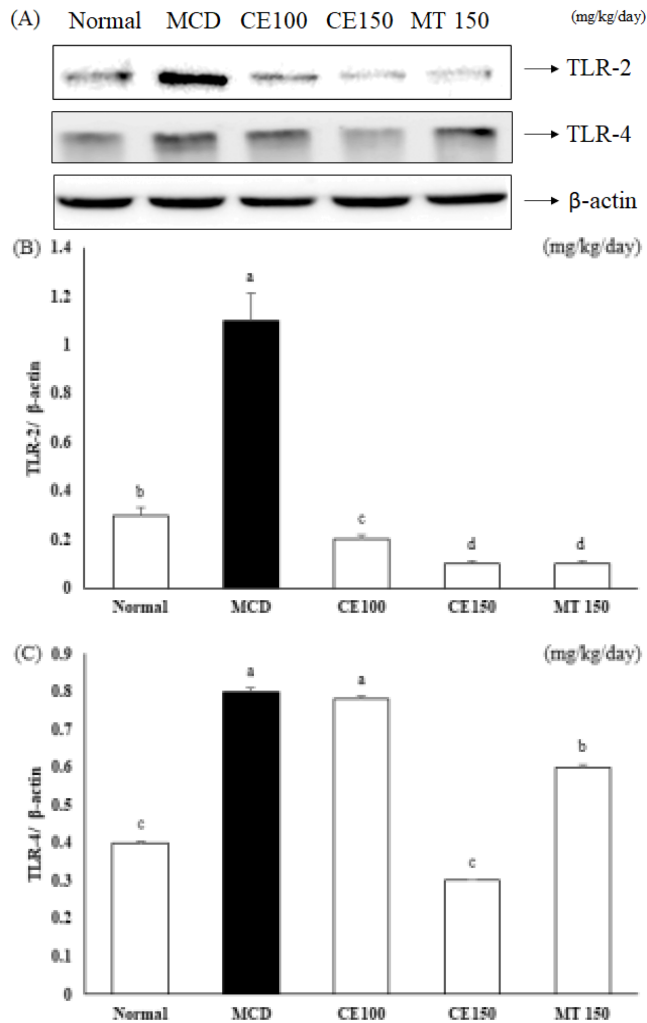 (A) Normal MCD CE100 CE150 MT 150 (mg/kg/day)
TLR-2
TLR-4
β-actin
(B) (mg/kg/day)
TLR-2/ β-actin
1.4
1.2
1
0.8
0.6
0.4
0.2
0
b
a
c
d
d
Normal MCD CE100 CE150 MT 150
(C) (mg/kg/day)
TLR-4/ β-actin
0.9
0.8
0.7
0.6
0.5
0.4
0.3
0.2
0.1
0
c
a
a
c
b
Normal MCD CE100 CE150 MT 150